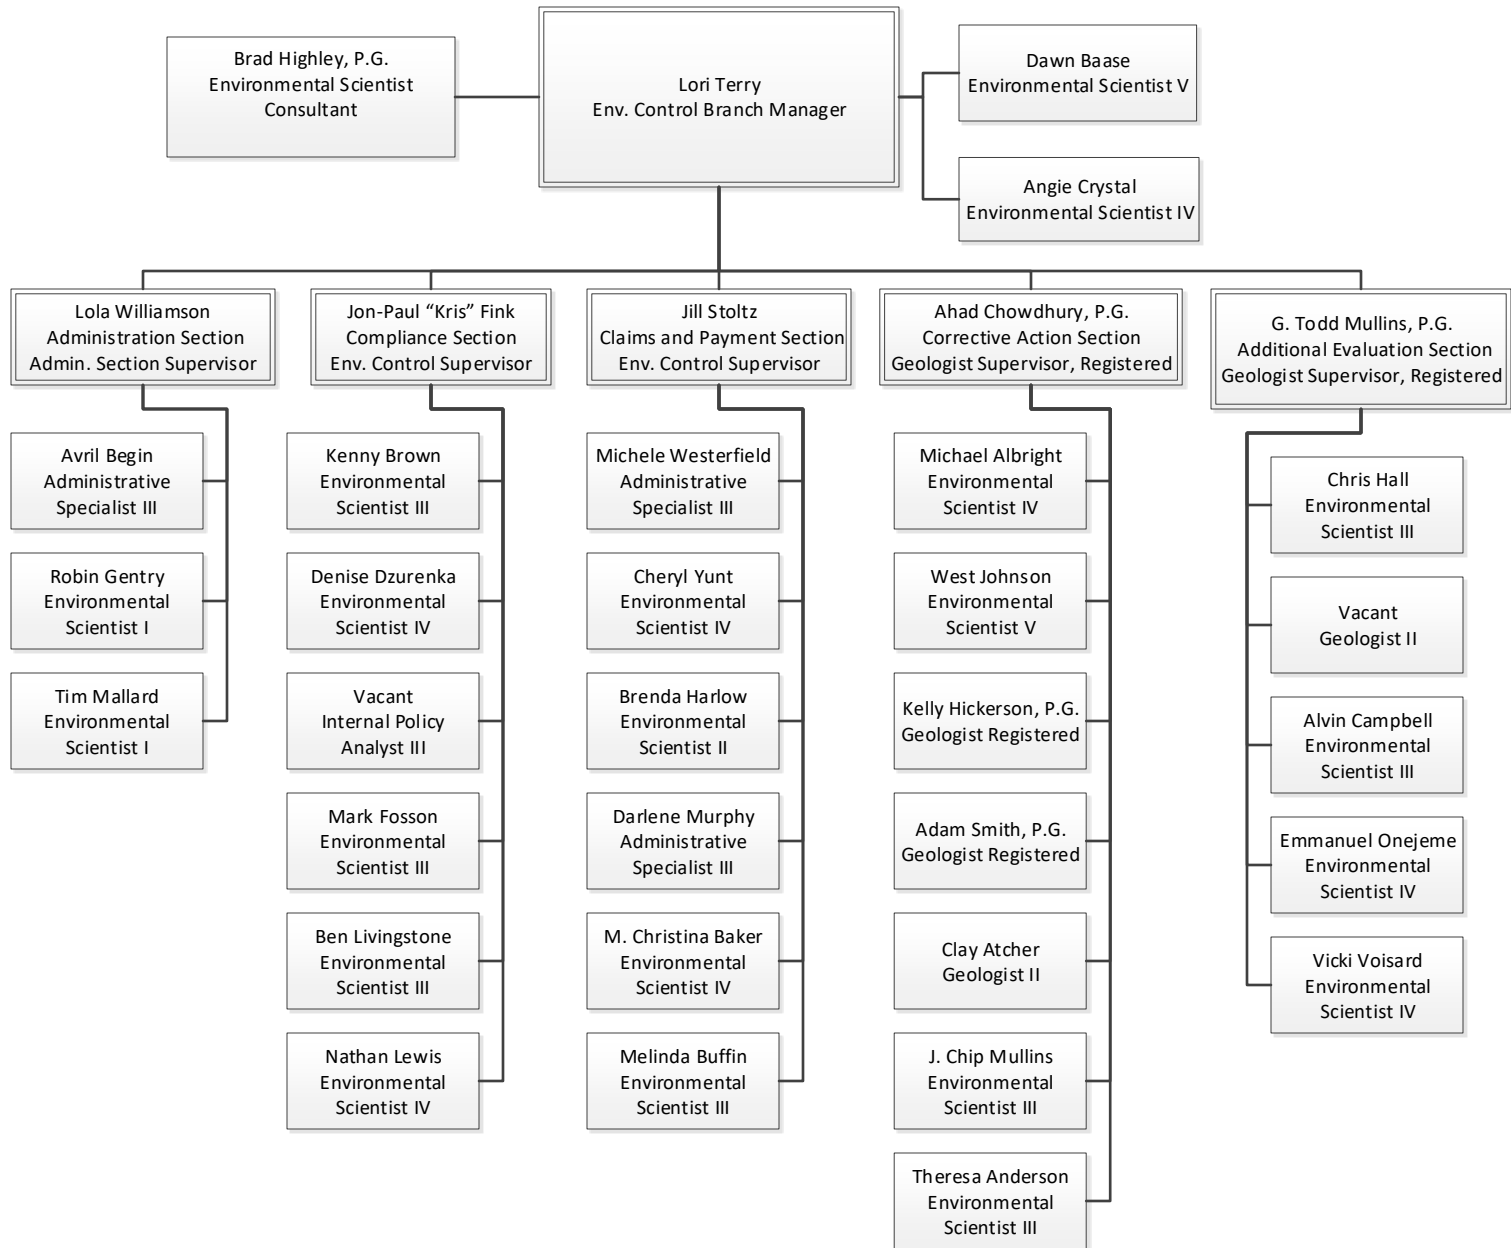 Brad Highley, P.G.
Environmental Scientist
Consultant
Lori Terry
Env. Control Branch Manager
Dawn Baase
Environmental Scientist V
Angie Crystal
Environmental Scientist IV
Lola Williamson
Administration Section
Admin. Section Supervisor
Jon-Paul “Kris” Fink
Compliance Section
Env. Control Supervisor
Jill Stoltz
Claims and Payment Section
Env. Control Supervisor
Ahad Chowdhury, P.G.
Corrective Action Section
Geologist Supervisor, Registered
G. Todd Mullins, P.G.
Additional Evaluation Section
Geologist Supervisor, Registered
Avril Begin
Administrative
Specialist III
Robin Gentry
Environmental
Scientist I
Tim Mallard
Environmental
Scientist I
Kenny Brown
Environmental
Scientist III
Denise Dzurenka
Environmental
Scientist IV
Vacant
Internal Policy
Analyst III
Mark Fosson
Environmental
Scientist III
Ben Livingstone
Environmental
Scientist III
Nathan Lewis
Environmental
Scientist IV
Michele Westerfield
Administrative
Specialist III
Cheryl Yunt
Environmental
Scientist IV
Brenda Harlow
Environmental
Scientist II
Darlene Murphy
Administrative
Specialist III
M. Christina Baker
Environmental
Scientist IV
Melinda Buffin
Environmental
Scientist III
Michael Albright
Environmental
Scientist IV
West Johnson
Environmental
Scientist V
Kelly Hickerson, P.G.
Geologist Registered
Adam Smith, P.G.
Geologist Registered
Clay Atcher
Geologist II
J. Chip Mullins
Environmental
Scientist III
Theresa Anderson
Environmental
Scientist III
Chris Hall
Environmental
Scientist III
Vacant
Geologist II
Alvin Campbell
Environmental
Scientist III
Emmanuel Onejeme
Environmental
Scientist IV
Vicki Voisard
Environmental
Scientist IV